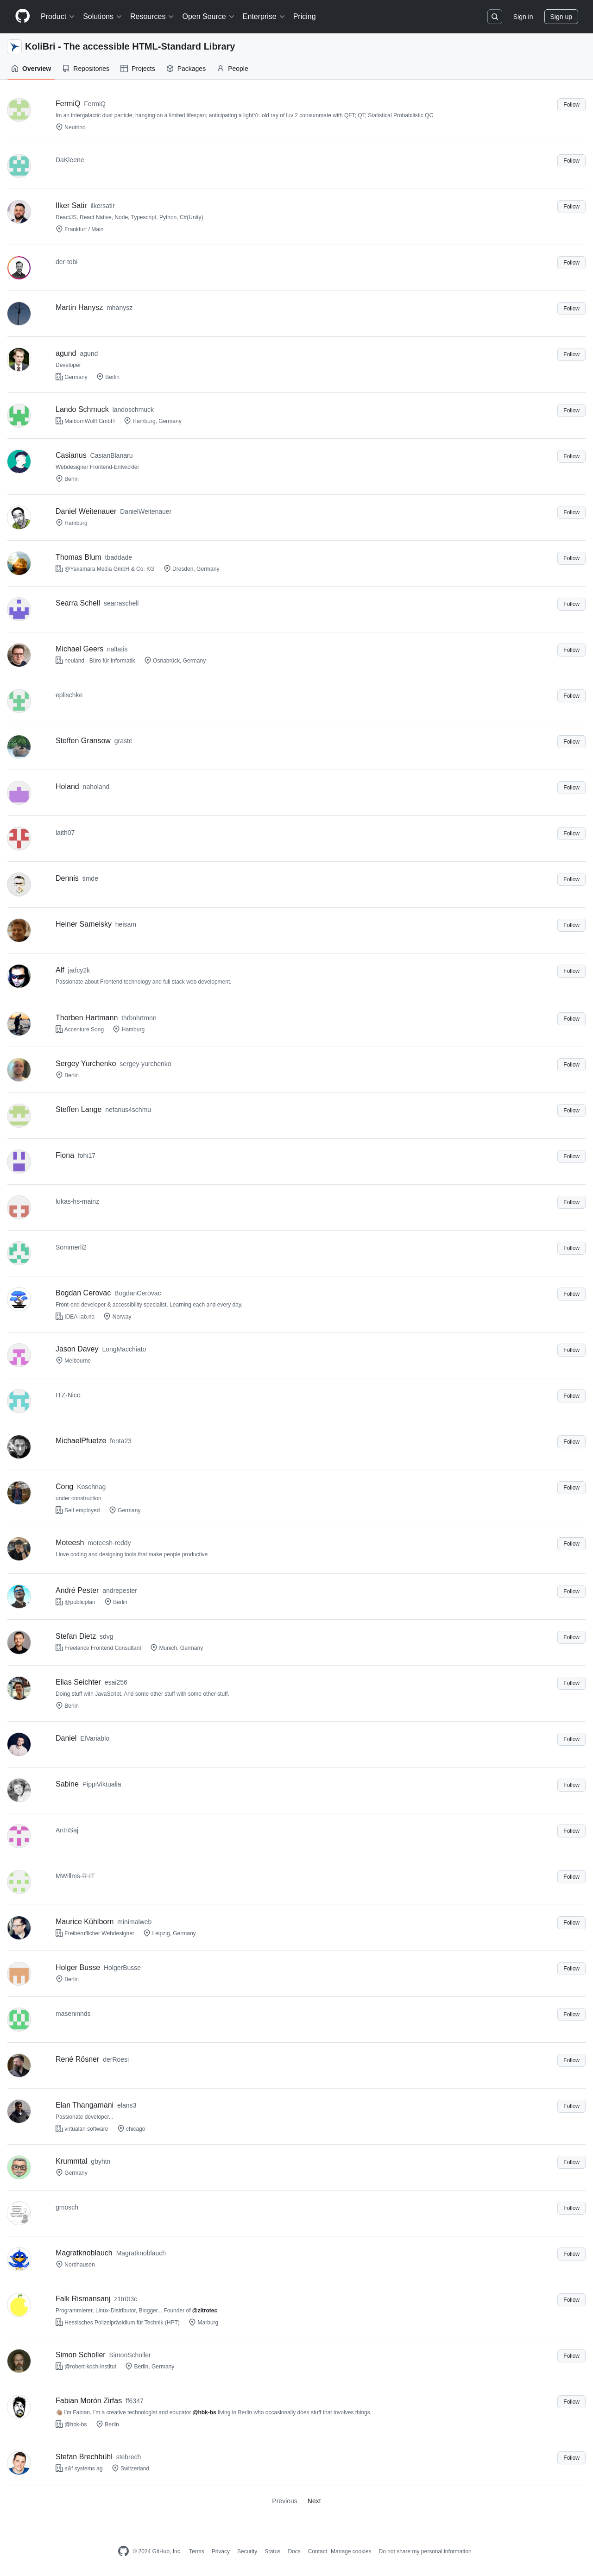 Product Solutions Resources Open Source Enterprise Pricing Sign in Sign up
KoliBri - The accessible HTML-Standard Library
Overview Repositories Projects Packages People
FermiQ FermiQ Follow
Im an intergalactic dust particle; hanging on a limited lifespan; anticipating a lightYr. old ray of luv 2 consummate with QFT; QT; Statistical Probabilistic QC
Neutrino
DaKleene Follow
Ilker Satir ilkersatir Follow
ReactJS, React Native, Node, Typescript, Python, C#(Unity)
Frankfurt / Main
der-tobi Follow
Martin Hanysz mhanysz Follow
agund agund Follow
Developer
Germany Berlin
Lando Schmuck landoschmuck Follow
MaibornWolff GmbH Hamburg, Germany
Casianus CasianBlanaru Follow
Webdesigner Frontend-Entwickler
Berlin
Daniel Weitenauer DanielWeitenauer Follow
Hamburg
Thomas Blum tbaddade Follow
@Yakamara Media GmbH & Co. KG Dresden, Germany
Searra Schell searraschell Follow
Michael Geers naltatis Follow
neuland - Büro für Informatik Osnabrück, Germany
eplischke Follow
Steffen Gransow graste Follow
Holand naholand Follow
laith07 Follow
Dennis timde Follow
Heiner Sameisky heisam Follow
Alf jadcy2k Follow
Passionate about Frontend technology and full stack web development.
Thorben Hartmann thrbnhrtmnn Follow
Accenture Song Hamburg
Sergey Yurchenko sergey-yurchenko Follow
Berlin
Steffen Lange nefarius4schmu Follow
Fiona fohi17 Follow
lukas-hs-mainz Follow
Sommerli2 Follow
Bogdan Cerovac BogdanCerovac Follow
Front-end developer & accessibility specialist. Learning each and every day.
IDEA-lab.no Norway
Jason Davey LongMacchiato Follow
Melbourne
ITZ-Nico Follow
MichaelPfuetze fenta23 Follow
Cong Koschnag Follow
under construction
Self employed Germany
Moteesh moteesh-reddy Follow
I love coding and designing tools that make people productive
André Pester andrepester Follow
@publicplan Berlin
Stefan Dietz sdvg Follow
Freelance Frontend Consultant Munich, Germany
Elias Seichter esai256 Follow
Doing stuff with JavaScript. And some other stuff with some other stuff.
Berlin
Daniel ElVariablo Follow
Sabine PippiViktualia Follow
AntnSaj Follow
MWillms-R-IT Follow
Maurice Kühlborn minimalweb Follow
Freiberuflicher Webdesigner Leipzig, Germany
Holger Busse HolgerBusse Follow
Berlin
maseninnds Follow
René Rösner derRoesi Follow
Elan Thangamani elans3 Follow
Passionate developer...
virtualan software chicago
Krummtal gbyhtn Follow
Germany
gmosch Follow
Magratknoblauch Magratknoblauch Follow
Nordhausen
Falk Rismansanj z1tr0t3c Follow
Programmierer, Linux-Distributor, Blogger... Founder of @zitrotec
Hessisches Polizeipräsidium für Technik (HPT) Marburg
Simon Scholler SimonScholler Follow
@robert-koch-institut Berlin, Germany
Fabian Morón Zirfas ff6347 Follow
👋🏽 I'm Fabian. I'm a creative technologist and educator @hbk-bs living in Berlin who occasionally does stuff that involves things.
@hbk-bs Berlin
Stefan Brechbühl stebrech Follow
a&f systems ag Switzerland
Previous Next
© 2024 GitHub, Inc. Terms Privacy Security Status Docs Contact Manage cookies Do not share my personal information